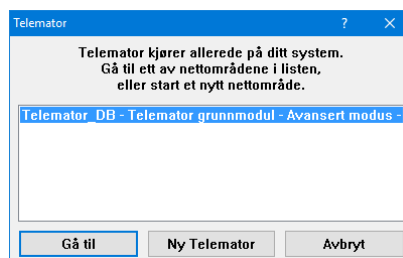 Telemator
Telemator kjører allerede på ditt system.
Gå til ett av nettområdene i listen,
eller start et nytt nettområde.
Telemator_DB - Telemator grunnmodul - Avansert modus -
Gå til
Ny Telemator
Avbryt